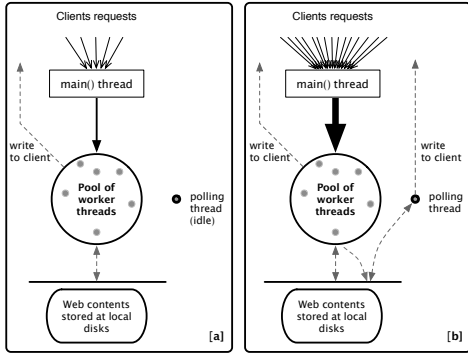 Clients requests
main() thread
write
to client
Pool of
worker
threads
polling
thread
(idle)
Web contents
stored at local
disks
[a]
Clients requests
main() thread
write
to client
write
to client
Pool of
worker
threads
polling
thread
Web contents
stored at local
disks
[b]